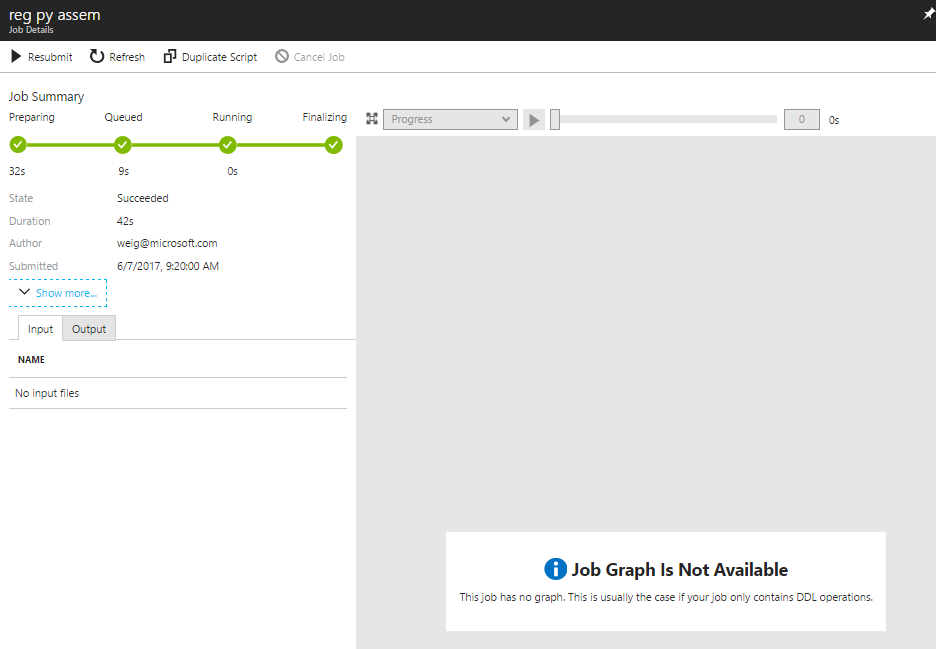 reg py assem
Job Details
Resubmit Refresh Duplicate Script Cancel Job
Job Summary
Preparing Queued Running Finalizing
32s 9s 0s
State Succeeded
Duration 42s
Author weig@microsoft.com
Submitted 6/7/2017, 9:20:00 AM
Show more...
Input Output
NAME
No input files
Progress 0 0s
Job Graph Is Not Available
This job has no graph. This is usually the case if your job only contains DDL operations.